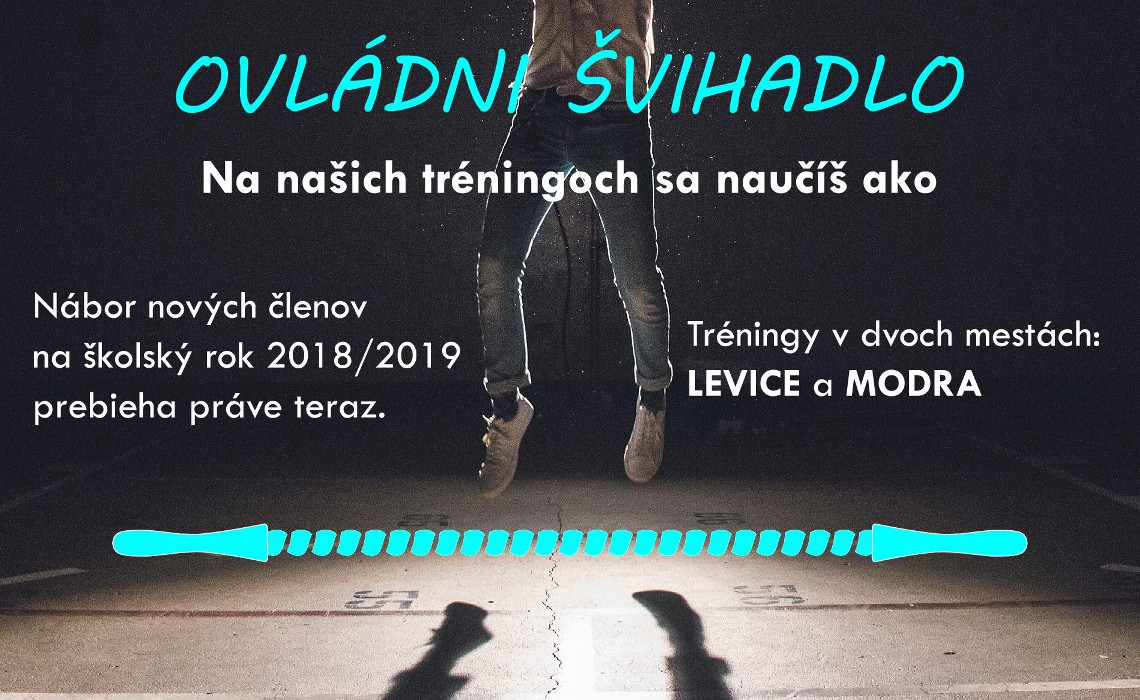 OVLÁDNI ŠVIHADLO
Na našich tréningoch sa naučíš ako
Nábor nových členov
na školský rok 2018/2019
prebieha práve teraz.
Tréningy v dvoch mestách:
LEVICE a MODRA
55